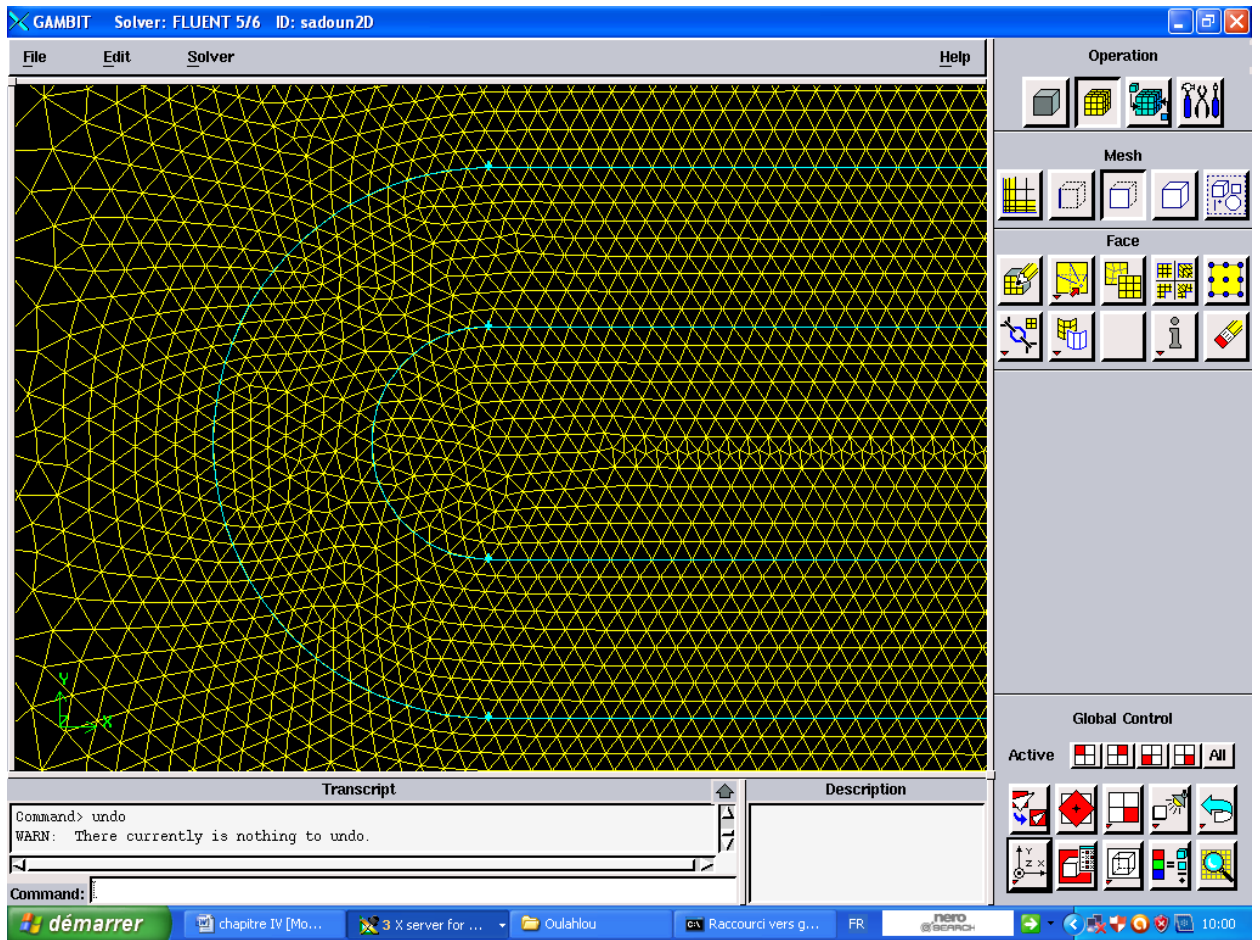 GAMBIT Solver: FLUENT 5/6 ID: sadoun2D
File Edit Solver Help
Operation
Mesh
Face
Y
Z X
Global Control
Active All
Transcript
Description
Command> undo
WARN: There currently is nothing to undo.
Command:
démarrer
chapitre IV [Mo...
3 X server for ...
Oulahlou
Raccourci vers g...
FR
nero
SEARCH
10:00